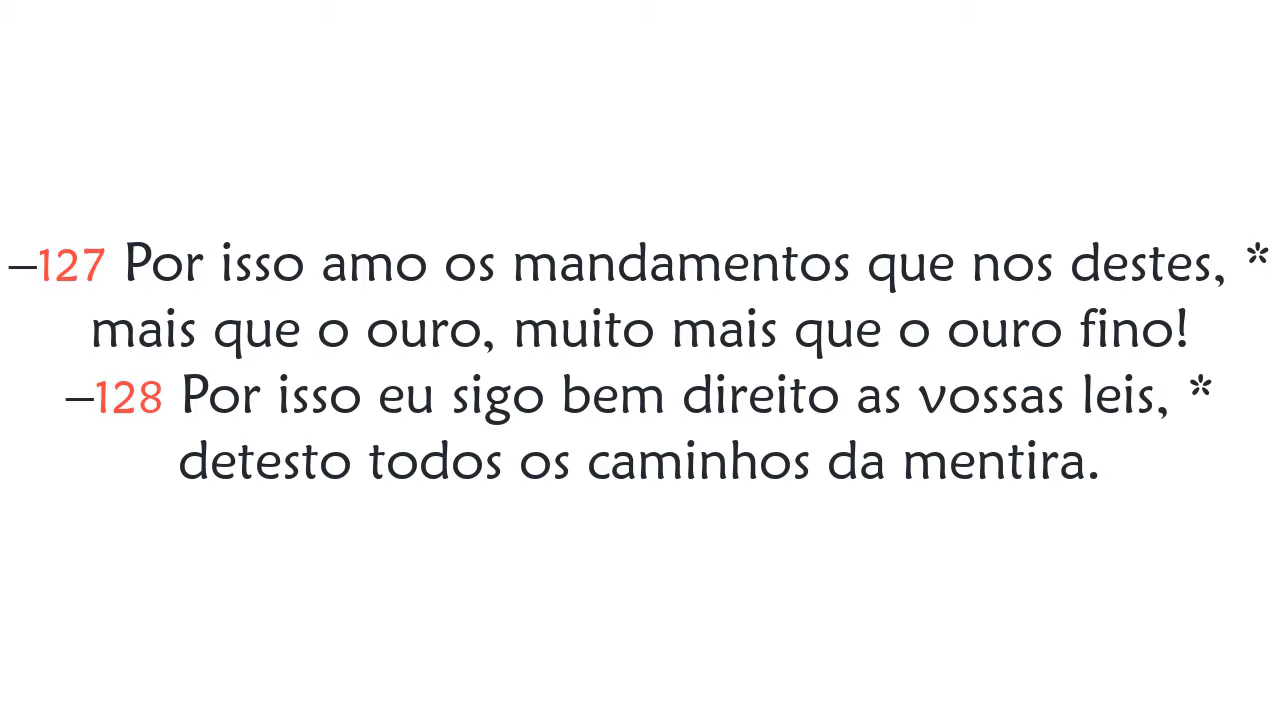 –127 Por isso amo os mandamentos que nos destes, *
mais que o ouro, muito mais que o ouro fino!
–128 Por isso eu sigo bem direito as vossas leis, *
detesto todos os caminhos da mentira.